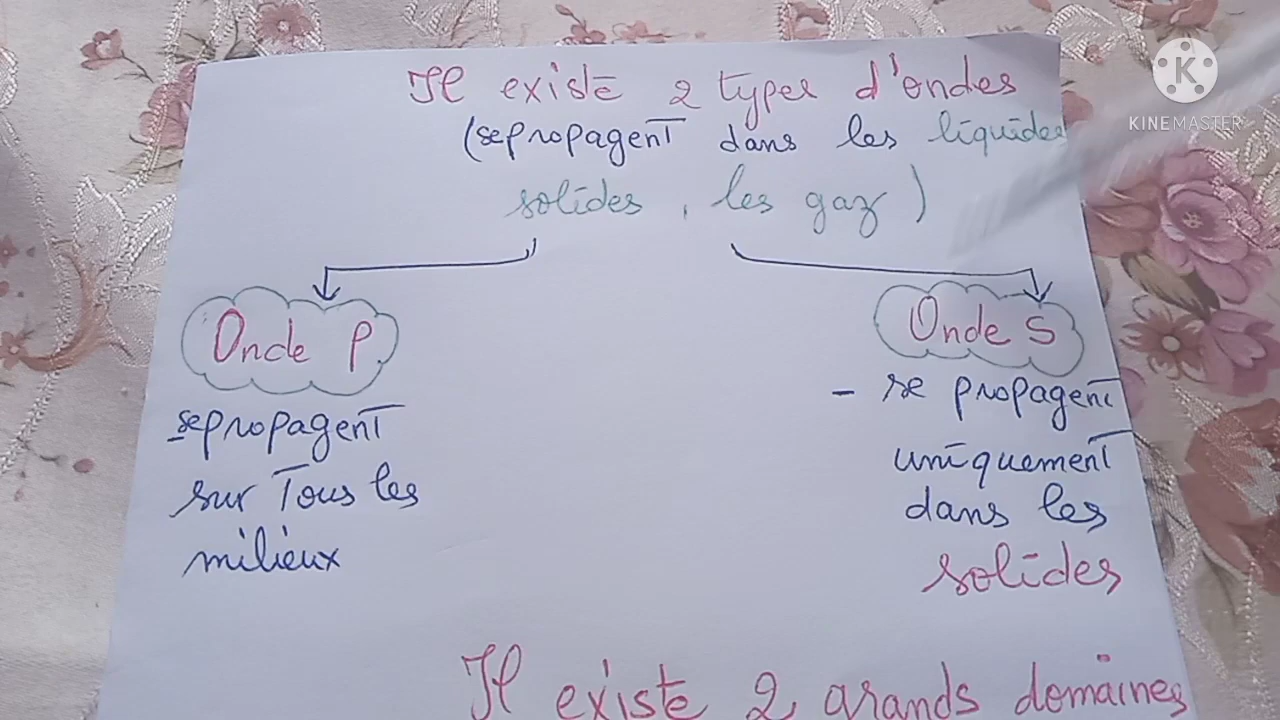 Il existe 2 types d'ondes
(se propagent dans les liquides
solides, les gaz)
Onde P
- se propagent
sur Tous les
milieux
Onde S
- se propagent
uniquement
dans les
solides
Il existe 2 grands domaines
K
KINEMASTER